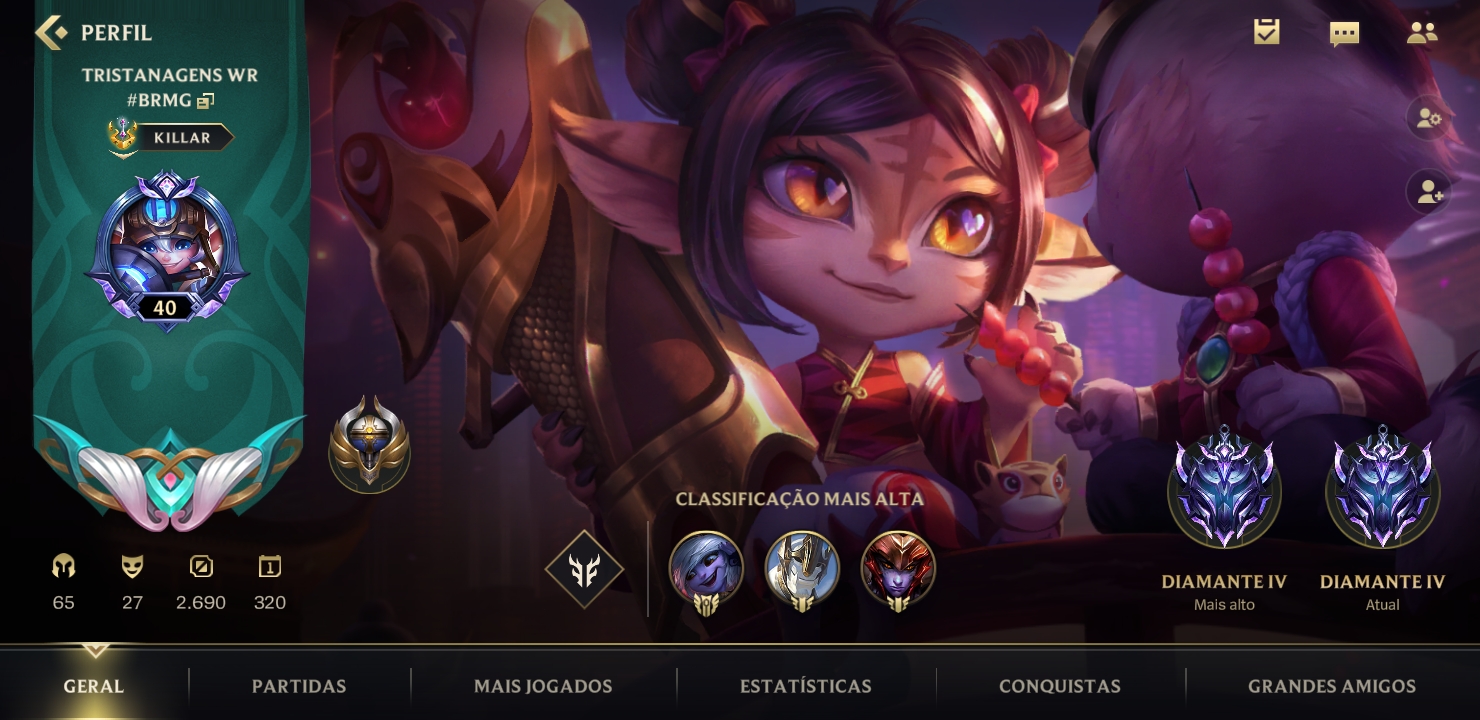 PERFIL
TRISTANAGENS WR
#BRMG
KILLAR
40
CLASSIFICAÇÃO MAIS ALTA
65
27
2.690
1
320
DIAMANTE IV
Mais alto
DIAMANTE IV
Atual
GERAL
PARTIDAS
MAIS JOGADOS
ESTATÍSTICAS
CONQUISTAS
GRANDES AMIGOS